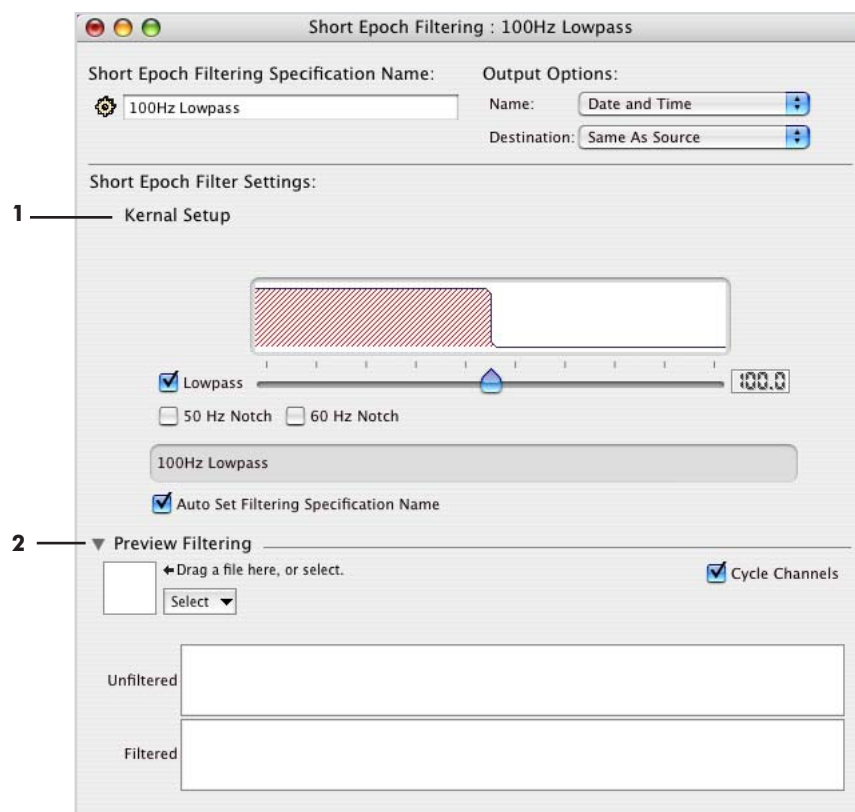 Short Epoch Filtering : 100Hz Lowpass
Short Epoch Filtering Specification Name:
100Hz Lowpass
Output Options:
Name: Date and Time
Destination: Same As Source
Short Epoch Filter Settings:
1
Kernal Setup
Lowpass
100.0
50 Hz Notch
60 Hz Notch
100Hz Lowpass
Auto Set Filtering Specification Name
2
Preview Filtering
Drag a file here, or select.
Select
Cycle Channels
Unfiltered
Filtered